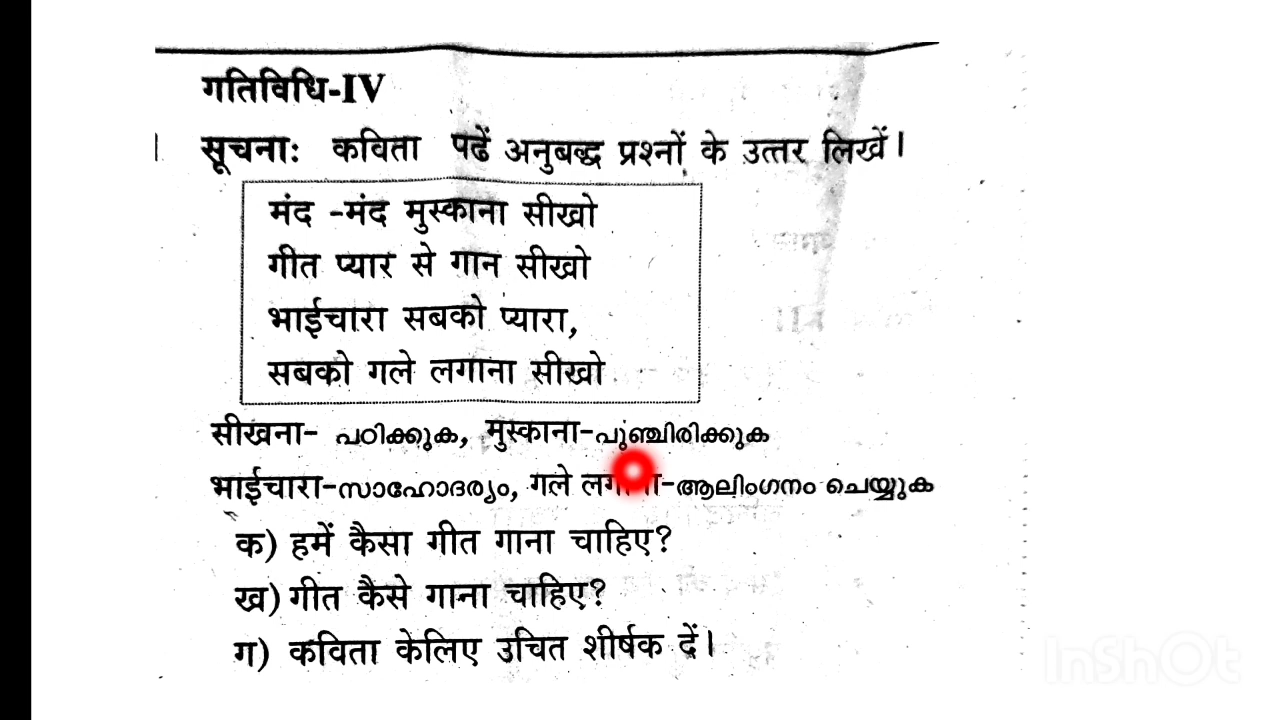 गतिविधि-IV
सूचनाः कविता पढें अनुबद्ध प्रश्नों के उत्तर लिखें।
मंद -मंद मुस्काना सीखो
गीत प्यार से गान सीखो
भाईचारा सबको प्यारा,
सबको गले लगाना सीखो
सीखना- പഠിക്കുക, मुस्काना-പുഞ്ചിരിക്കുക
भाईचारा-സാഹോദര്യം, गले लगाना-ആലിംഗനം ചെയ്യുക
क) हमें कैसा गीत गाना चाहिए?
ख) गीत कैसे गाना चाहिए?
ग) कविता केलिए उचित शीर्षक दें।
InShOt